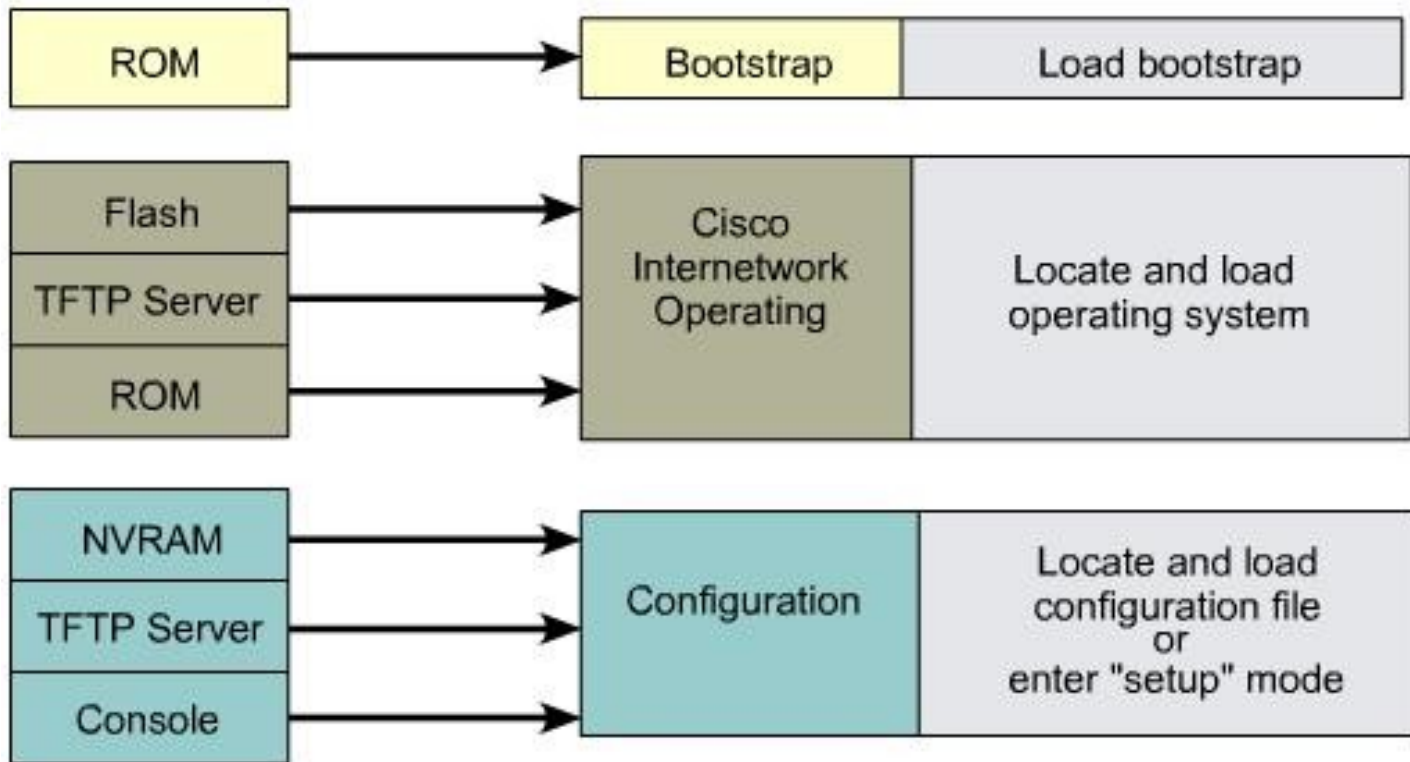 ROM
Bootstrap
Load bootstrap
Flash
TFTP Server
ROM
Cisco
Internetwork
Operating
Locate and load
operating system
NVRAM
TFTP Server
Console
Configuration
Locate and load
configuration file
or
enter "setup" mode